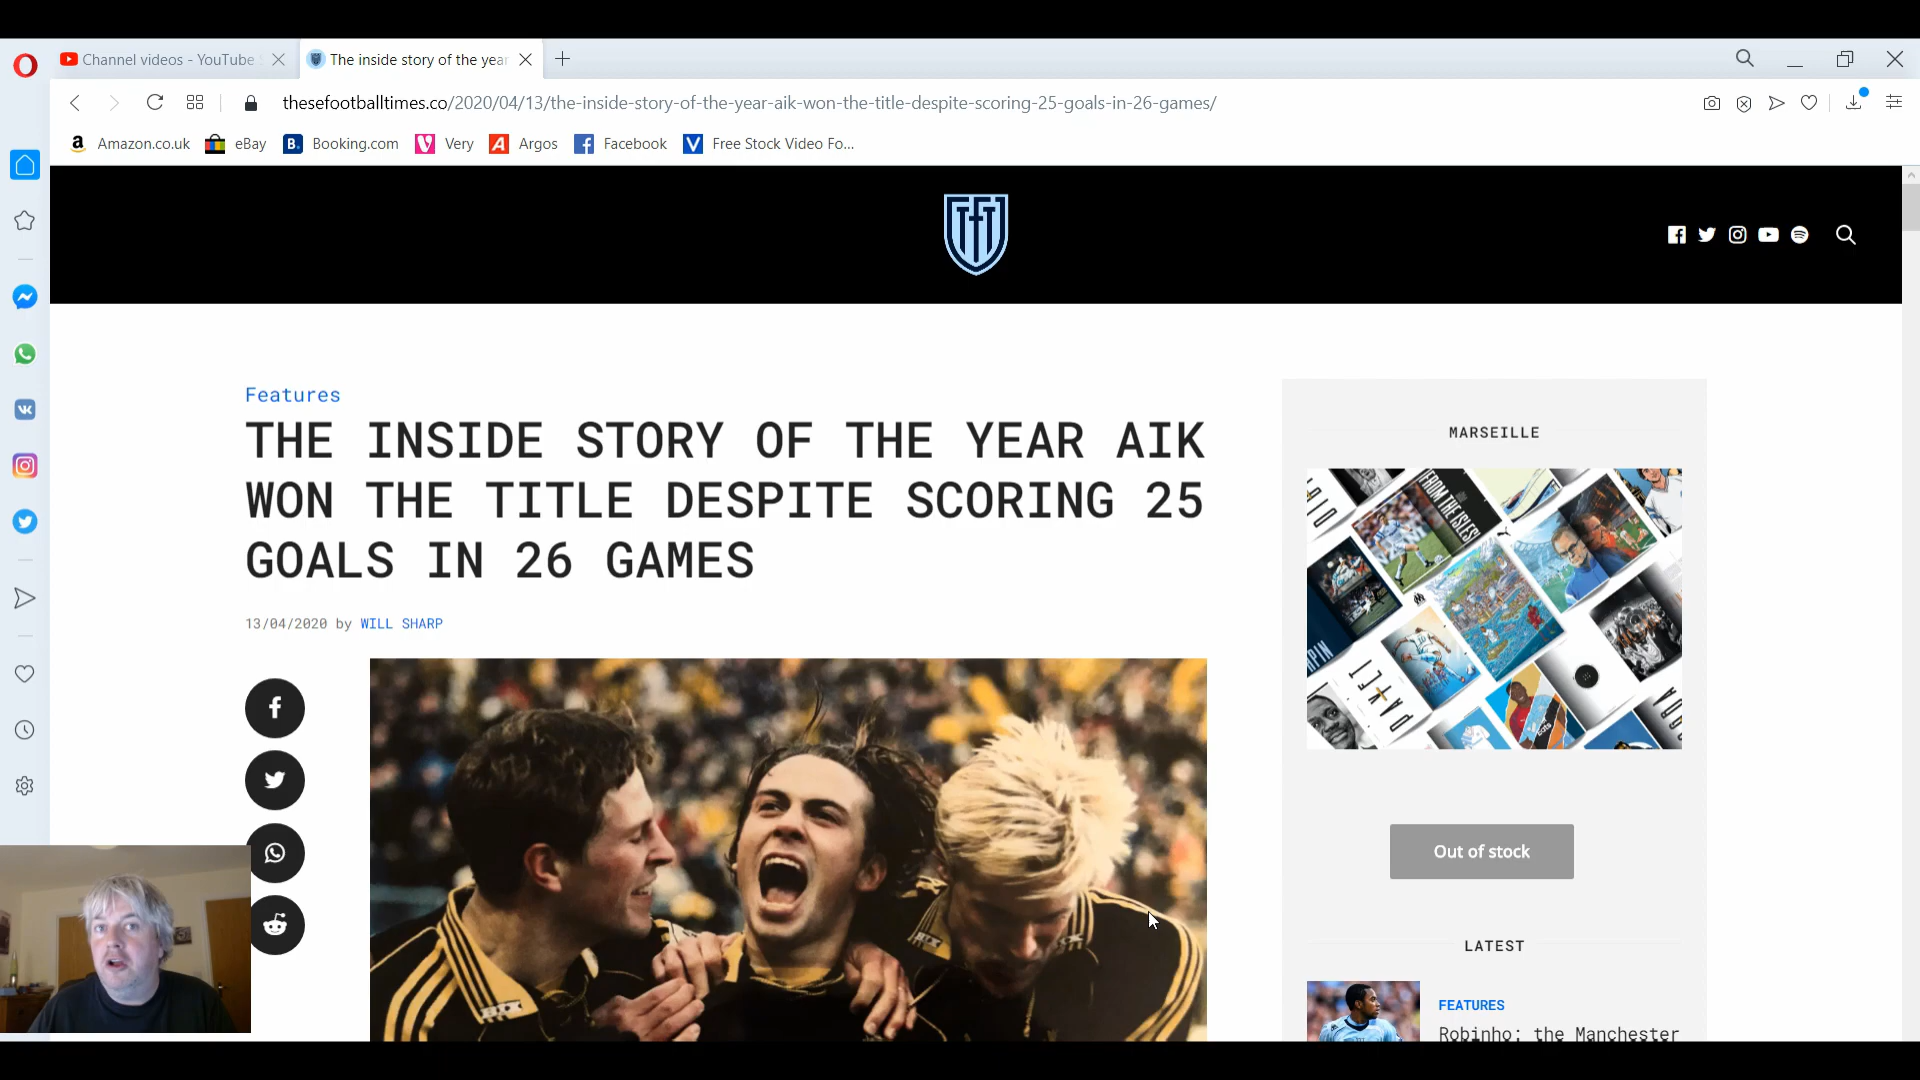 Channel videos - YouTube
The inside story of the year
thesefootballtimes.co/2020/04/13/the-inside-story-of-the-year-aik-won-the-title-despite-scoring-25-goals-in-26-games/
Amazon.co.uk eBay Booking.com Very Argos Facebook Free Stock Video Fo...
Features
THE INSIDE STORY OF THE YEAR AIK
WON THE TITLE DESPITE SCORING 25
GOALS IN 26 GAMES
13/04/2020 by WILL SHARP
MARSEILLE
FROM THE ISLES
Out of stock
LATEST
FEATURES
Robinho: the Manchester